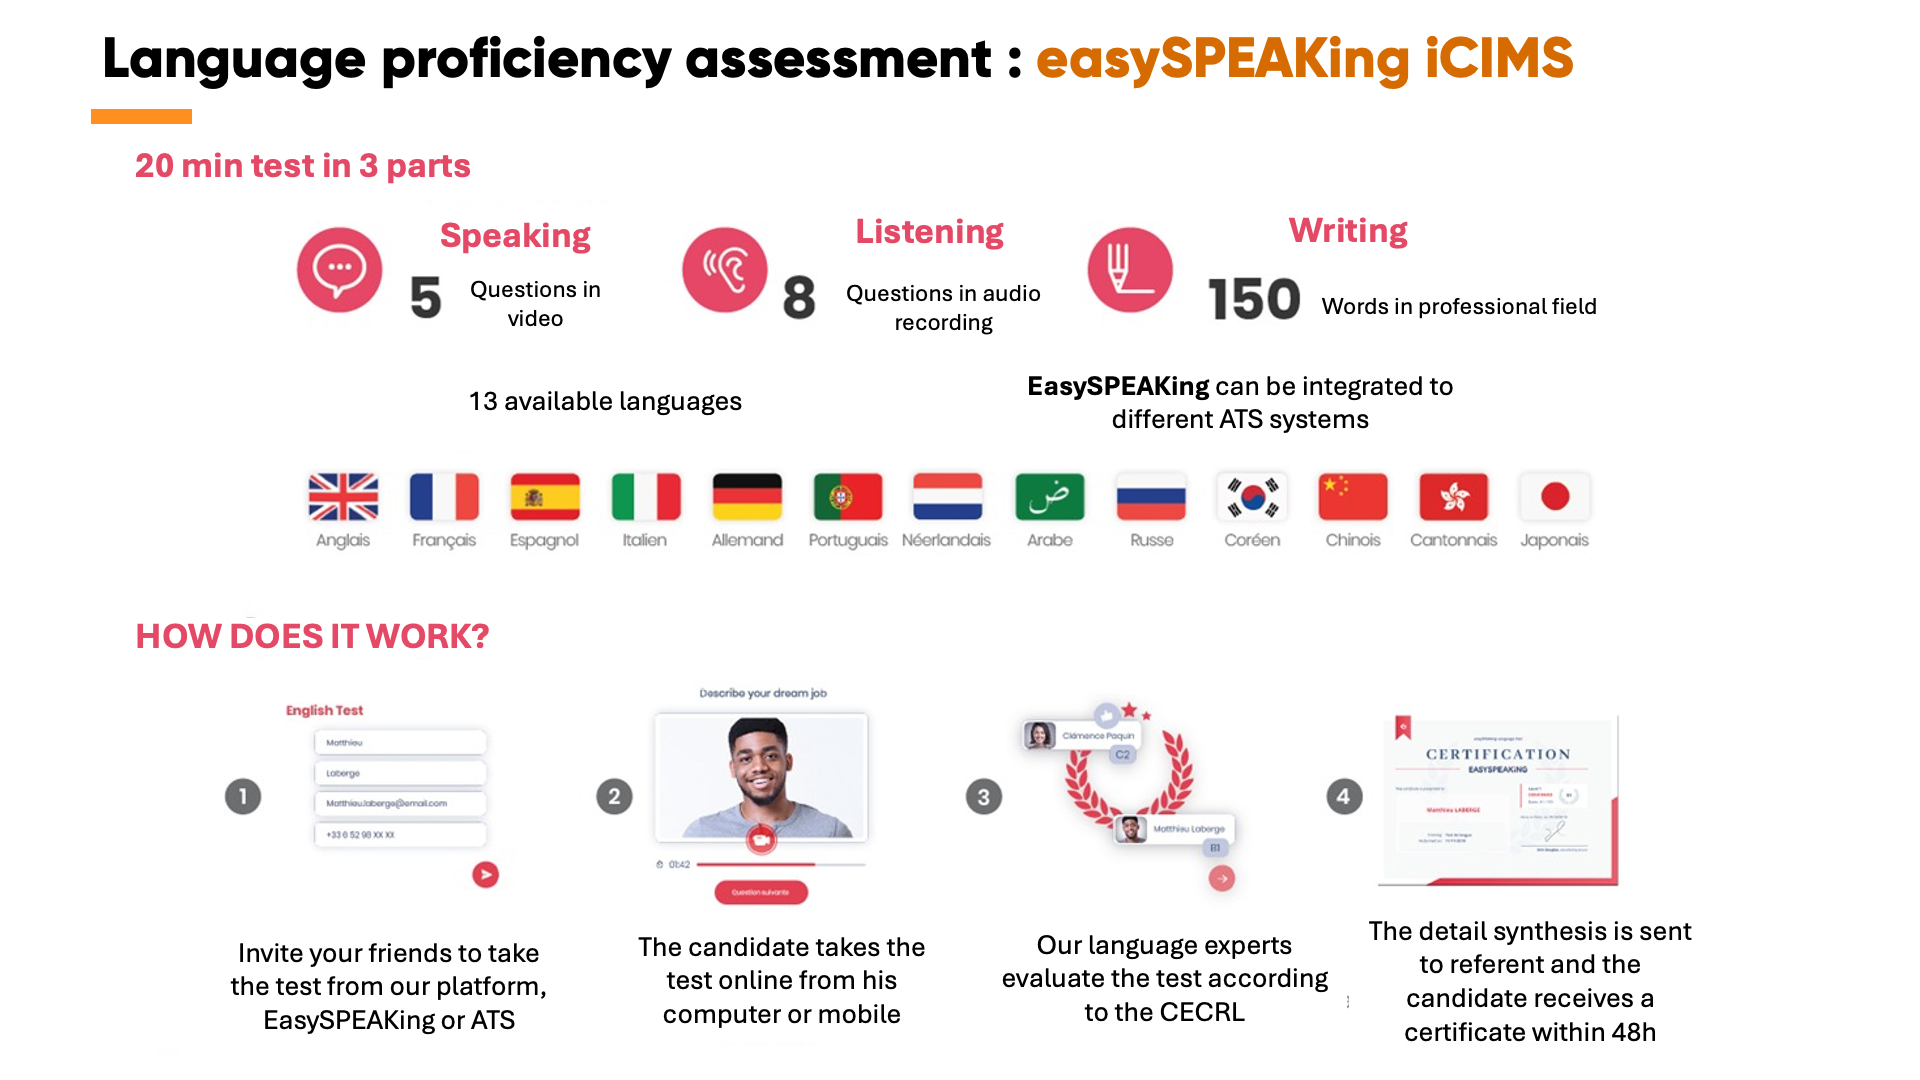 Language proficiency assessment : easySPEAKing iCIMS
20 min test in 3 parts
Speaking
5
Questions in
video
Listening
8
Questions in audio
recording
Writing
150
Words in professional field
13 available languages
EasySPEAKing can be integrated to
different ATS systems
ض
Anglais
Français
Espagnol
Italien
Allemand
Portuguais
Néerlandais
Arabe
Russe
Coréen
Chinois
Cantonnais
Japonais
HOW DOES IT WORK?
1
English Test
Matthieu
Laberge
Matthieu.laberge@email.com
+33 6 52 98 XX XX
Invite your friends to take
the test from our platform,
EasySPEAKing or ATS
2
Describe your dream job
01:42
Question suivante
The candidate takes the
test online from his
computer or mobile
3
Clémence Paquin
C2
Matthieu Laberge
B1
Our language experts
evaluate the test according
to the CECRL
4
CERTIFICATION
EASYSPEAKING
Matthieu LABERGE
The detail synthesis is sent
to referent and the
candidate receives a
certificate within 48h